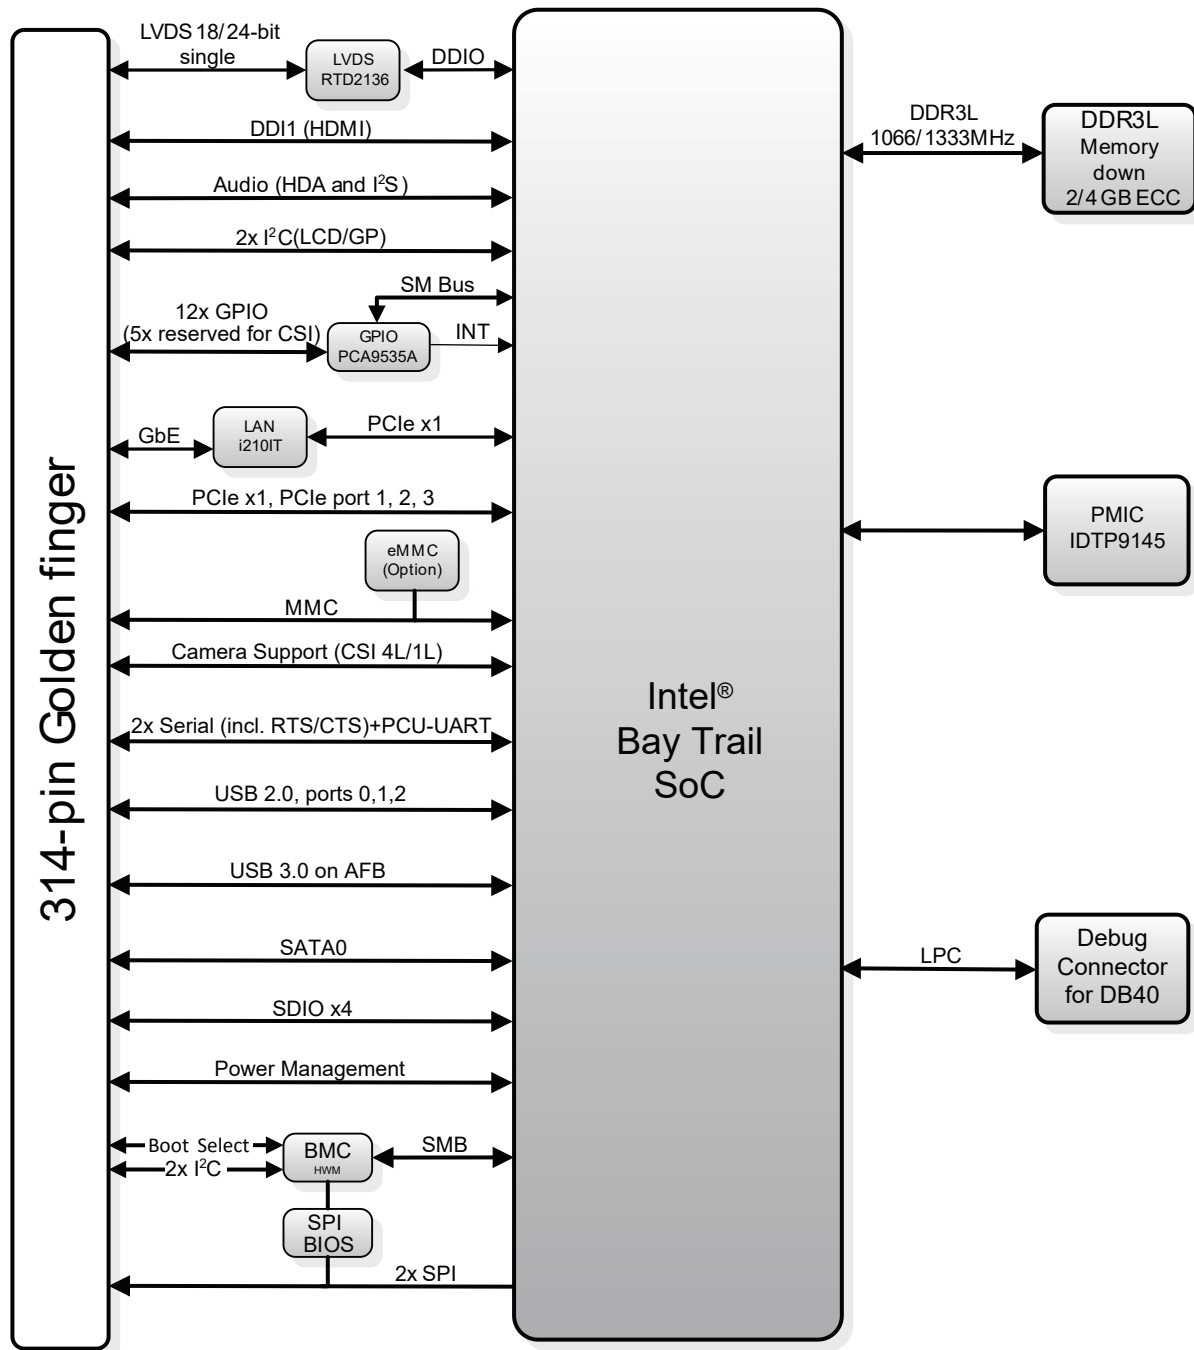 LVDS 18/24-bit
single
LVDS
RTD2136
DDIO
DDI1 (HDMI)
Audio (HDA and I²S)
2x I²C(LCD/GP)
SM Bus
12x GPIO
(5x reserved for CSI)
GPIO
PCA9535A
INT
LAN
i210IT
PCIe x1
GbE
PCIe x1, PCIe port 1, 2, 3
eMMC
(Option)
MMC
Camera Support (CSI 4L/1L)
2x Serial (incl. RTS/CTS)+PCU-UART
USB 2.0, ports 0,1,2
USB 3.0 on AFB
SATA0
SDIO x4
Power Management
Boot Select
2x I²C
BMC
HWM
SMB
SPI
BIOS
2x SPI
314-pin Golden finger
Intel®
Bay Trail
SoC
DDR3L
1066/1333MHz
DDR3L
Memory
down
2/4 GB ECC
PMIC
IDTP9145
LPC
Debug
Connector
for DB40